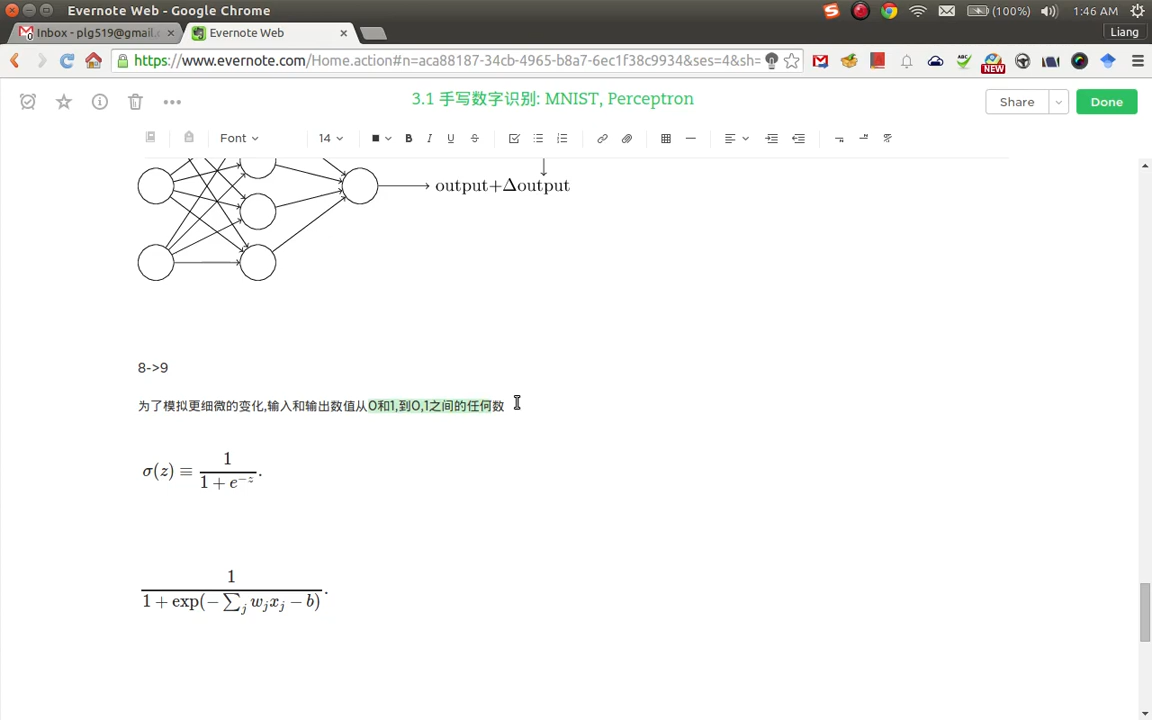 Evernote Web - Google Chrome
(100%)
1:46 AM
Inbox - plg519@gmail.c
Evernote Web
Liang
https://www.evernote.com/Home.action#n=aca88187-34cb-4965-b8a7-6ec1f38c9934&ses=4&sh=
NEW
3.1 手写数字识别: MNIST, Perceptron
Share
Done
Font
14
B
I
U
output+Δoutput
8->9
为了模拟更细微的变化,输入和输出数值从0和1,到0,1之间的任何数
σ(z) ≡ 1 / (1 + e^{−z}).
1 / (1 + exp(−∑_j w_j x_j − b)).